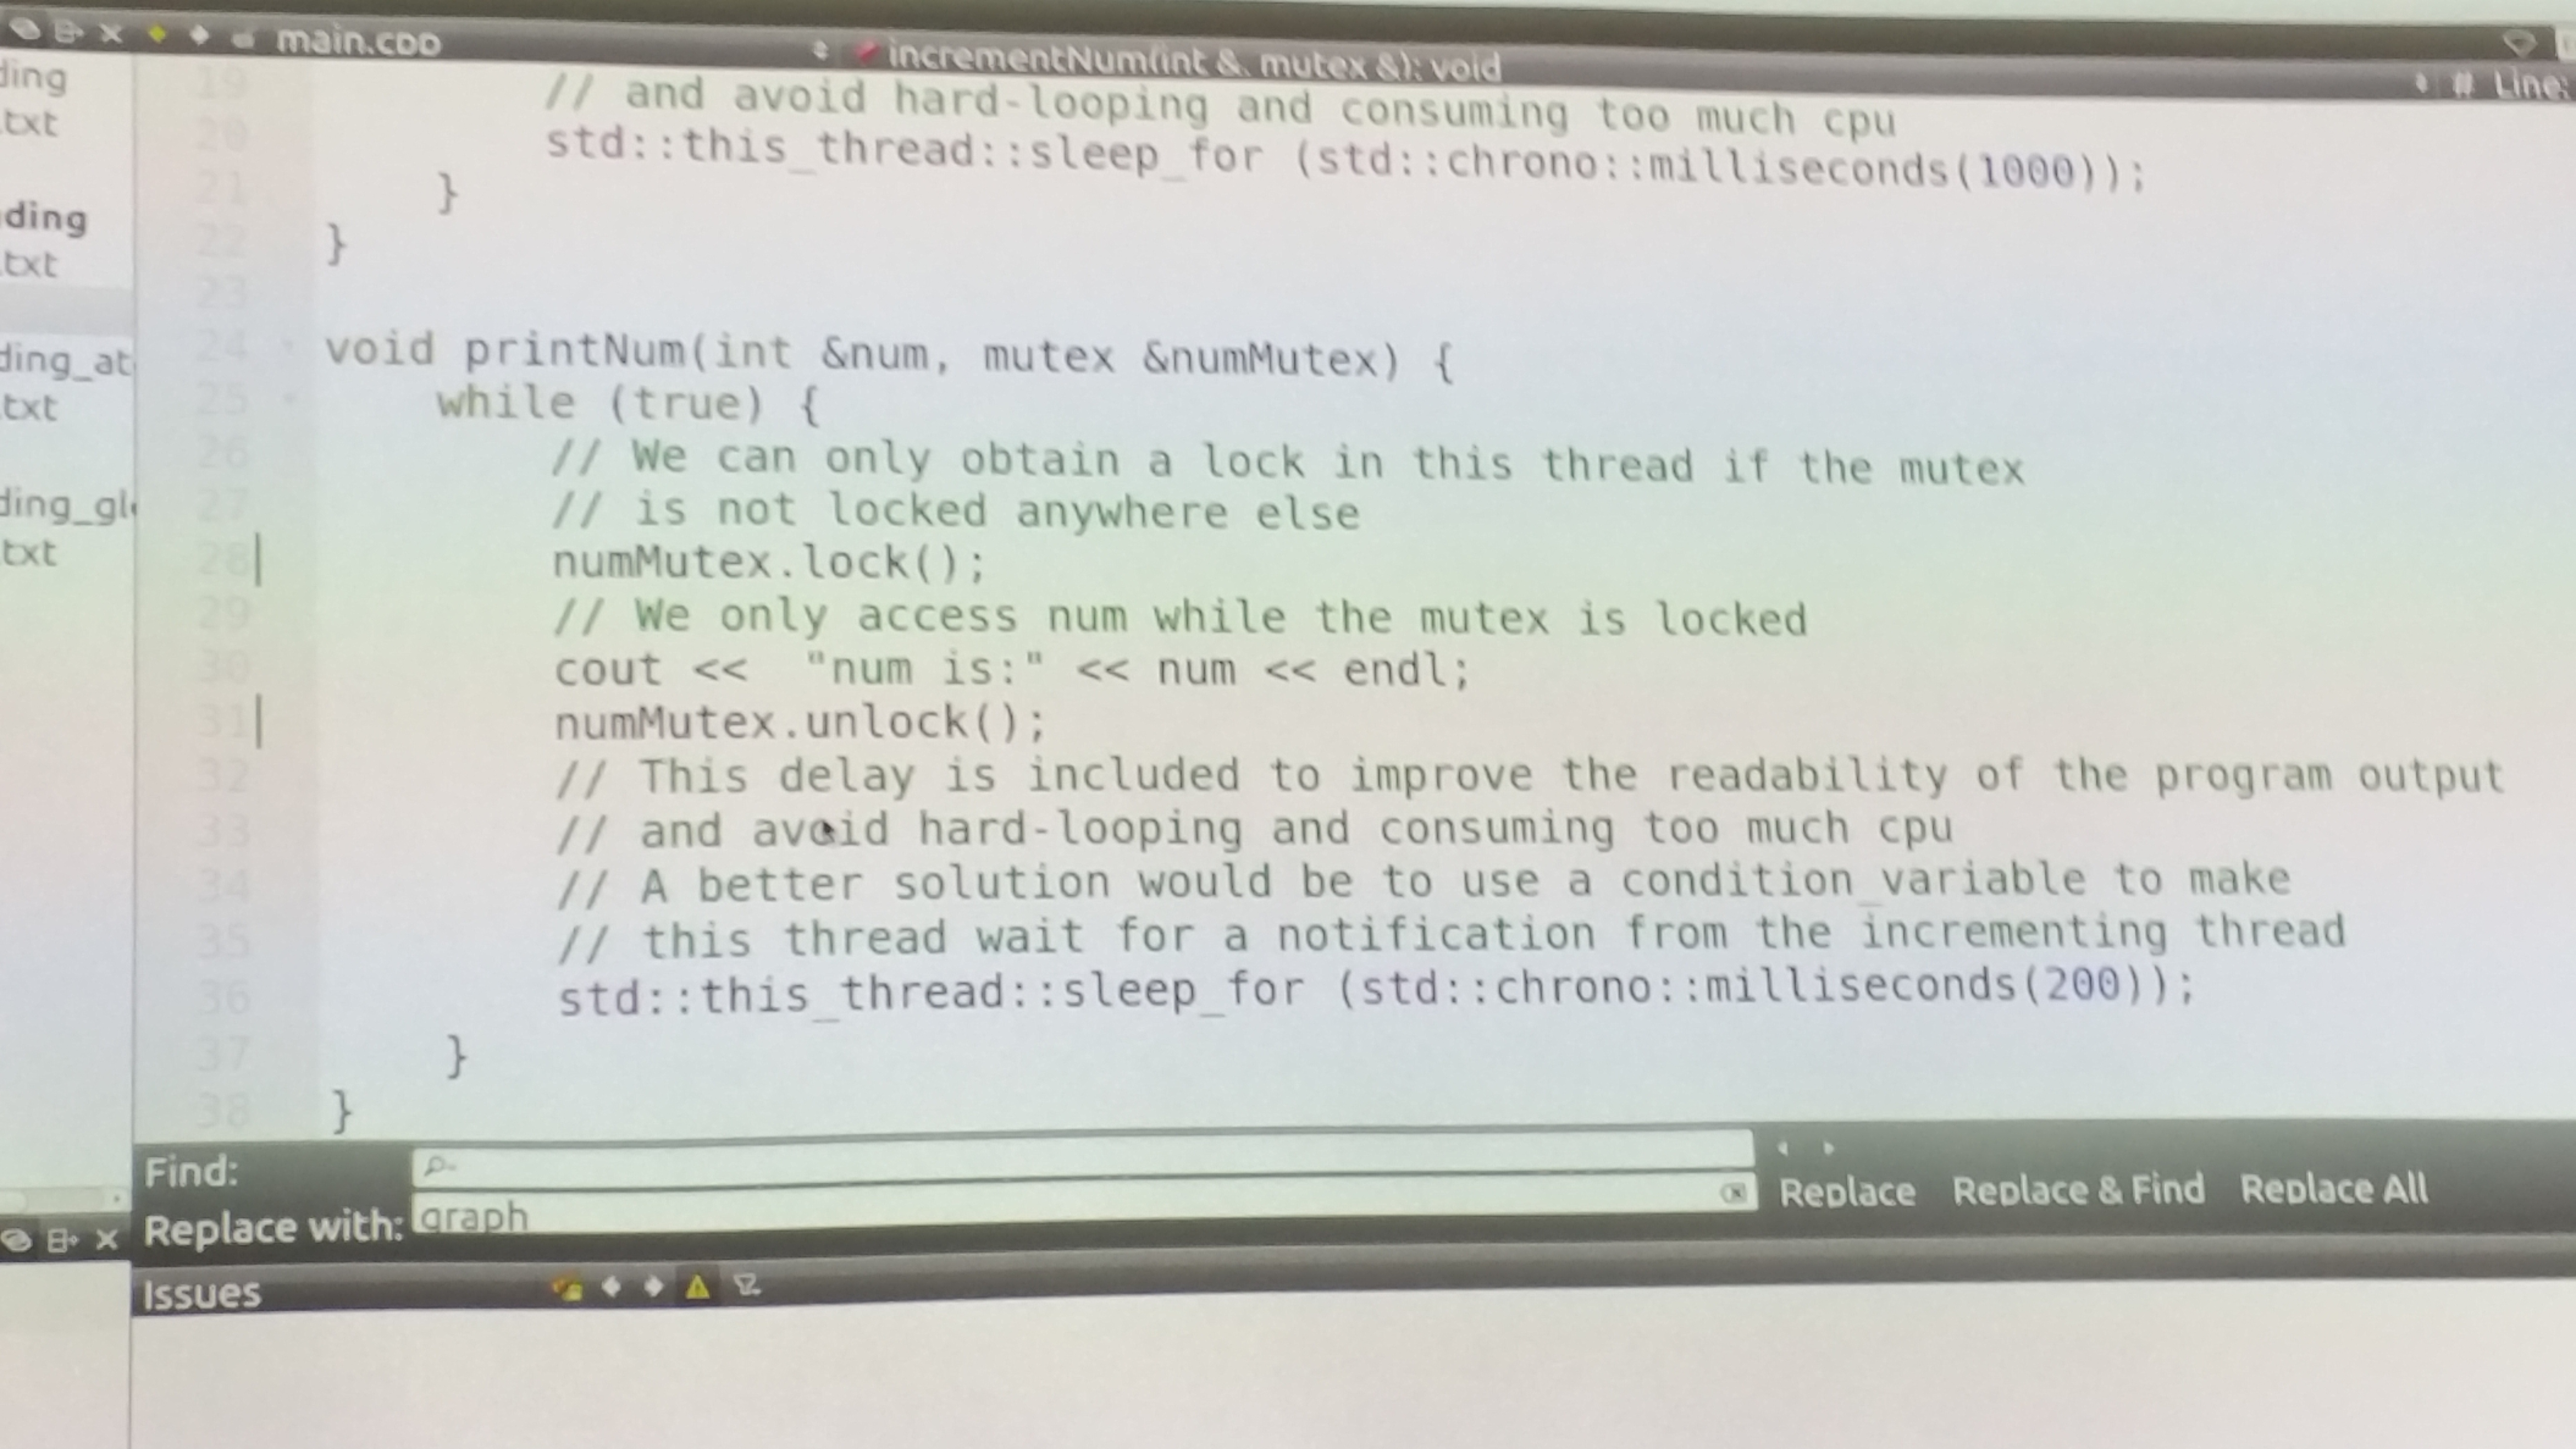 main.cpp
incrementNum(int &, mutex &): void
# Line:
ding
.txt
ding
.txt
ding_at
.txt
ding_gl
.txt
19 // and avoid hard-looping and consuming too much cpu
20 std::this_thread::sleep_for (std::chrono::milliseconds(1000));
21 }
22 }
23
24 void printNum(int &num, mutex &numMutex) {
25 while (true) {
26 // We can only obtain a lock in this thread if the mutex
27 // is not locked anywhere else
28 numMutex.lock();
29 // We only access num while the mutex is locked
30 cout <<  "num is:" << num << endl;
31 numMutex.unlock();
32 // This delay is included to improve the readability of the program output
33 // and avoid hard-looping and consuming too much cpu
34 // A better solution would be to use a condition_variable to make
35 // this thread wait for a notification from the incrementing thread
36 std::this_thread::sleep_for (std::chrono::milliseconds(200));
37 }
38 }
Find:
Replace with: graph
Replace Replace & Find Replace All
Issues